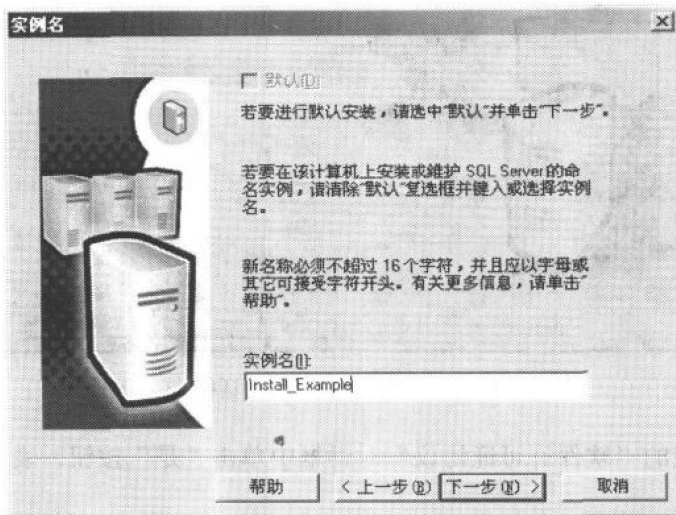 实例名
默认(D)
若要进行默认安装，请选中"默认"并单击"下一步"。
若要在该计算机上安装或维护 SQL Server的命
名实例，请清除"默认"复选框并键入或选择实例
名。
新名称必须不超过 16个字符，并且应以字母或
其它可接受字符开头。有关更多信息，请单击"
帮助"。
实例名(I):
Install_Example
帮助
< 上一步(B)
下一步(N) >
取消